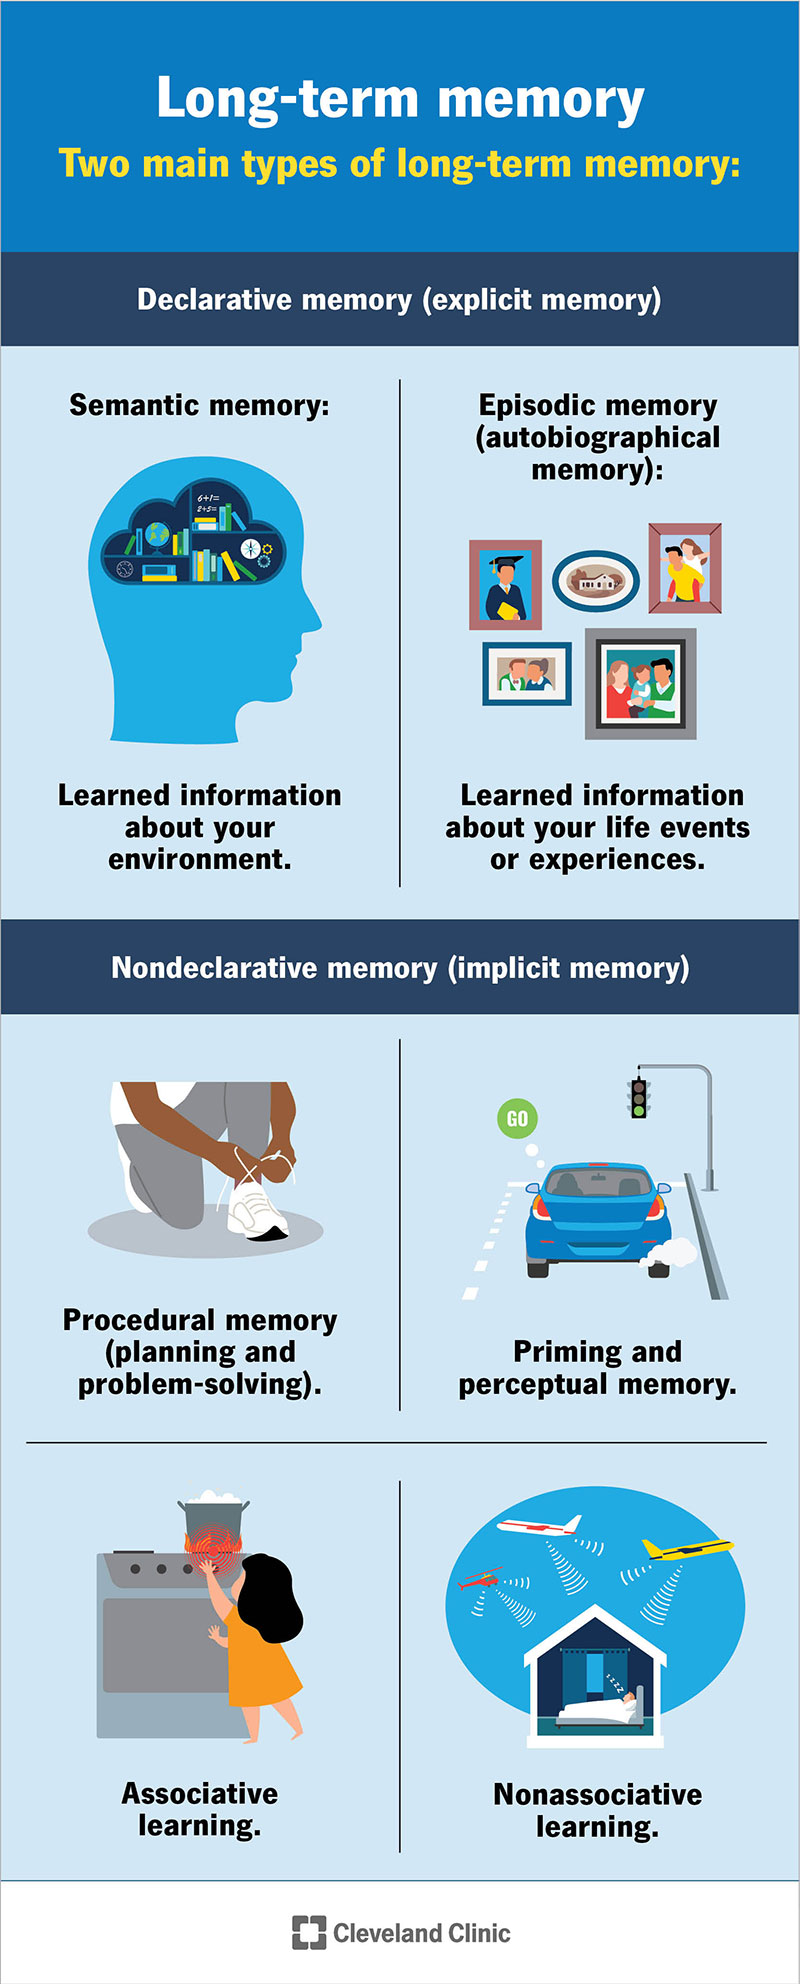 Long-term memory
Two main types of long-term memory:
Declarative memory (explicit memory)
Semantic memory:
6+1=
2+5=
Learned information
about your
environment.
Episodic memory
(autobiographical
memory):
Learned information
about your life events
or experiences.
Nondeclarative memory (implicit memory)
Procedural memory
(planning and
problem-solving).
GO
Priming and
perceptual memory.
Associative
learning.
zzzz
Nonassociative
learning.
Cleveland Clinic